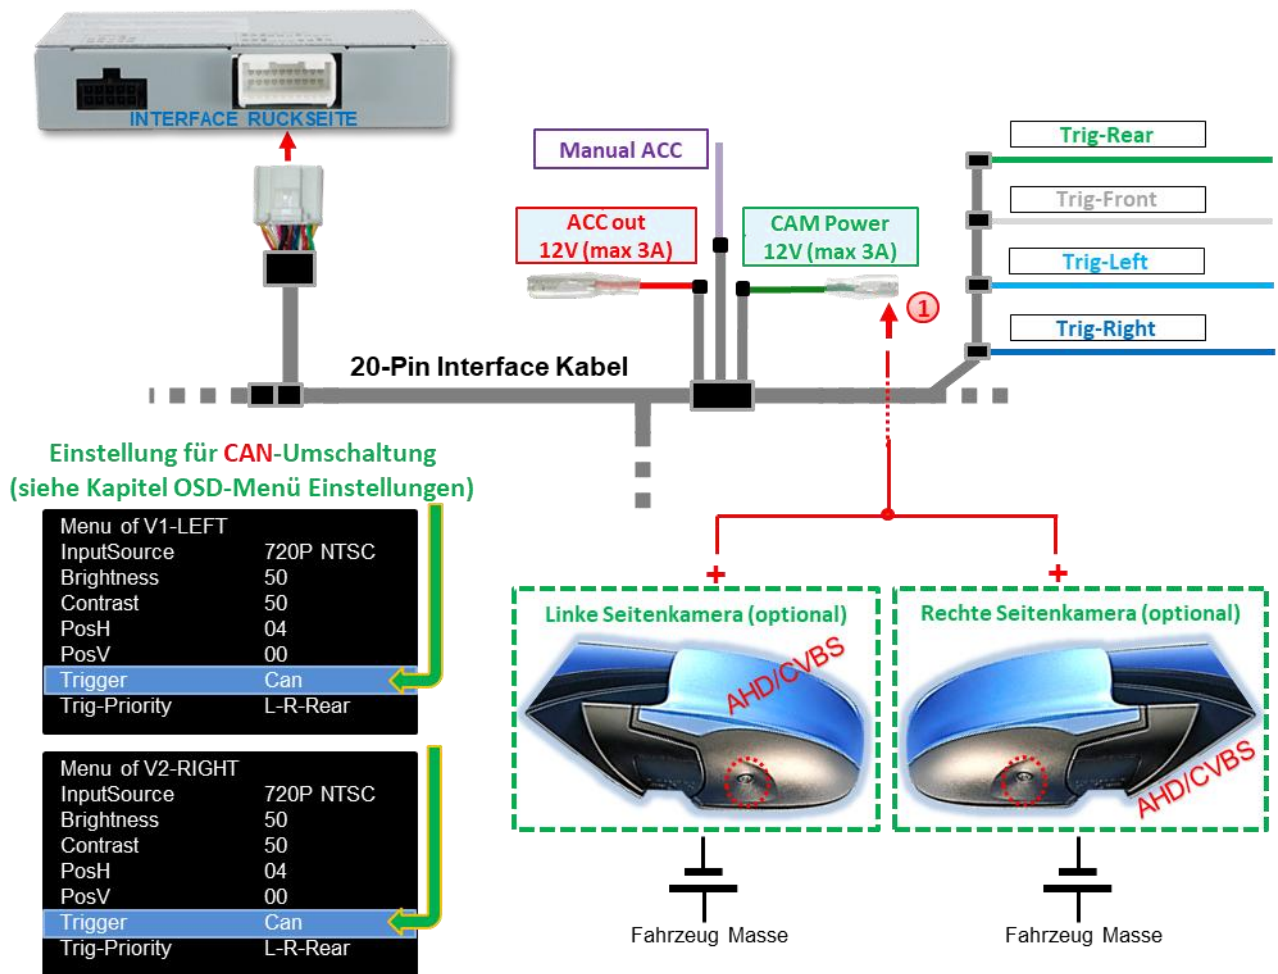 INTERFACE RÜCKSEITE
Manual ACC
ACC out
12V (max 3A)
CAM Power
12V (max 3A)
1
Trig-Rear
Trig-Front
Trig-Left
Trig-Right
20-Pin Interface Kabel
Einstellung für CAN-Umschaltung
(siehe Kapitel OSD-Menü Einstellungen)
Menu of V1-LEFT
InputSource 720P NTSC
Brightness 50
Contrast 50
PosH 04
PosV 00
Trigger Can
Trig-Priority L-R-Rear
Menu of V2-RIGHT
InputSource 720P NTSC
Brightness 50
Contrast 50
PosH 04
PosV 00
Trigger Can
Trig-Priority L-R-Rear
+
+
Linke Seitenkamera (optional)
AHD/CVBS
Rechte Seitenkamera (optional)
AHD/CVBS
Fahrzeug Masse
Fahrzeug Masse